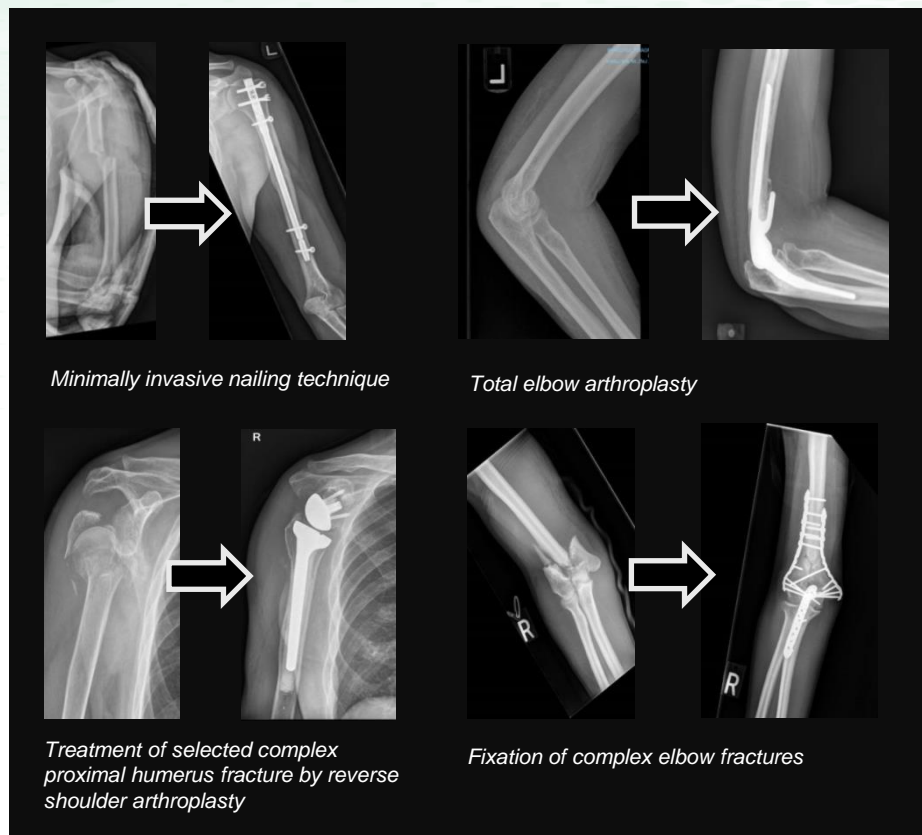 L
L
Minimally invasive nailing technique
Total elbow arthroplasty
R
R
R
Treatment of selected complex
proximal humerus fracture by reverse
shoulder arthroplasty
Fixation of complex elbow fractures